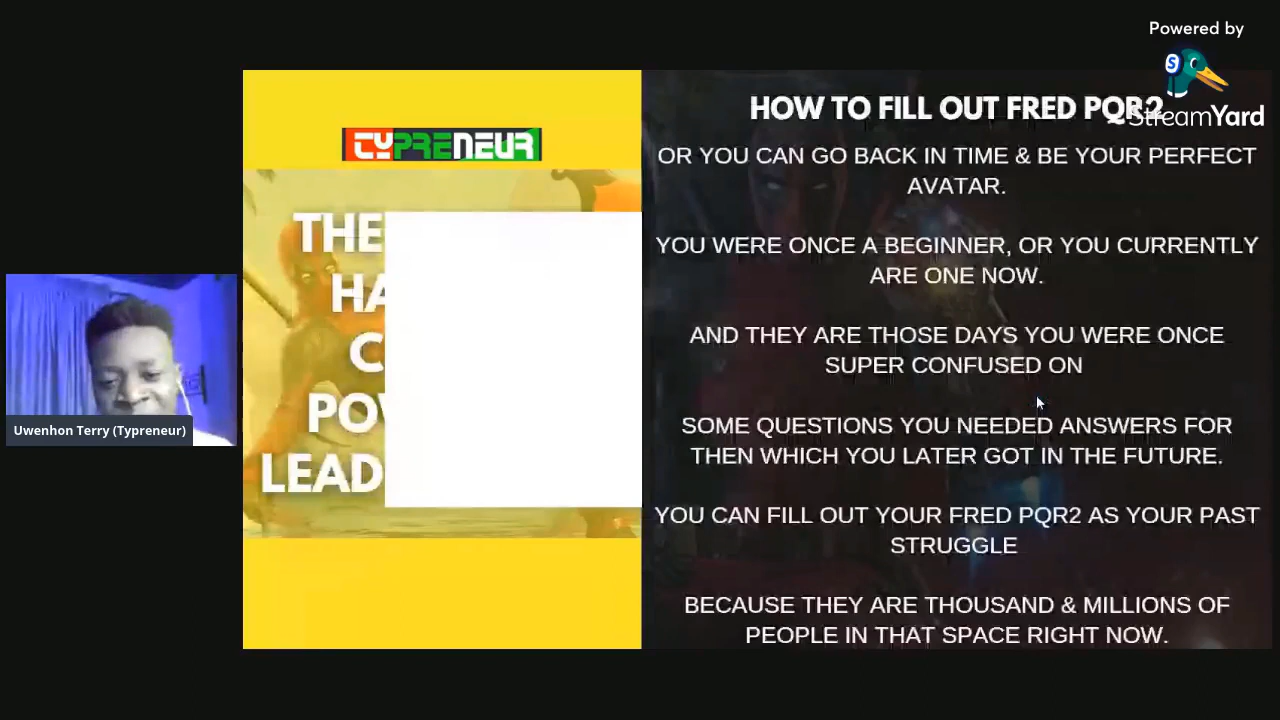 Powered by
StreamYard
TYPRENEUR
THE
HA
C
POV
LEAD
Uwenhon Terry (Typreneur)
HOW TO FILL OUT FRED PQR2
OR YOU CAN GO BACK IN TIME & BE YOUR PERFECT
AVATAR.
YOU WERE ONCE A BEGINNER, OR YOU CURRENTLY
ARE ONE NOW.
AND THEY ARE THOSE DAYS YOU WERE ONCE
SUPER CONFUSED ON
SOME QUESTIONS YOU NEEDED ANSWERS FOR
THEN WHICH YOU LATER GOT IN THE FUTURE.
YOU CAN FILL OUT YOUR FRED PQR2 AS YOUR PAST
STRUGGLE
BECAUSE THEY ARE THOUSAND & MILLIONS OF
PEOPLE IN THAT SPACE RIGHT NOW.